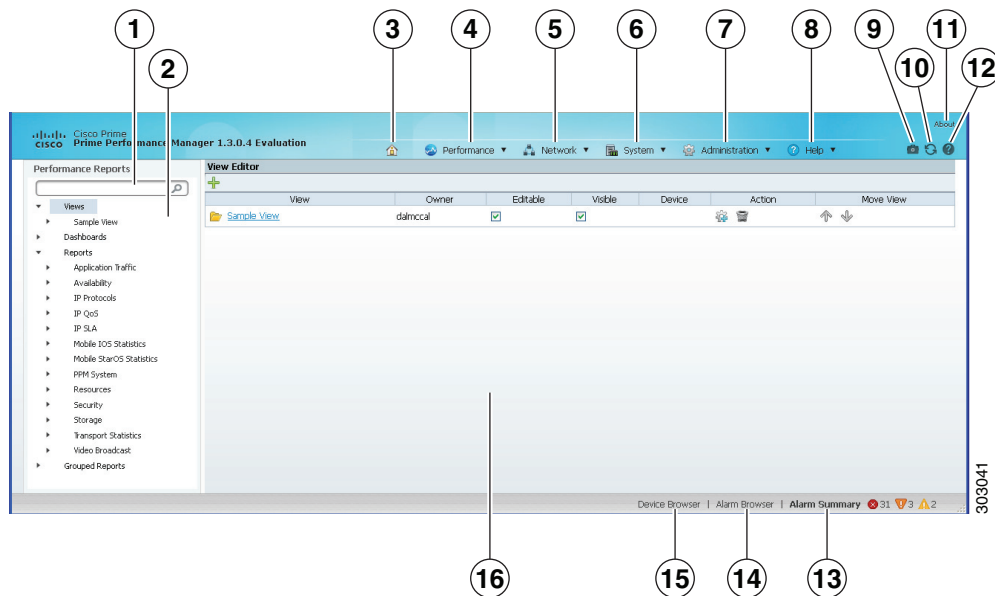 1
2
3
4
5
6
7
8
9
10
11
12
About
Cisco Prime
CISCO Prime Performance Manager 1.3.0.4 Evaluation
Performance
Network
System
Administration
Help
Performance Reports
View Editor
View Owner Editable Visible Device Action Move View
Sample View dalmccal
Views
Sample View
Dashboards
Reports
Application Traffic
Availability
IP Protocols
IP QoS
IP SLA
Mobile IOS Statistics
Mobile StarOS Statistics
PPM System
Resources
Security
Storage
Transport Statistics
Video Broadcast
Grouped Reports
Device Browser | Alarm Browser | Alarm Summary 31 3 2
303041
16
15
14
13